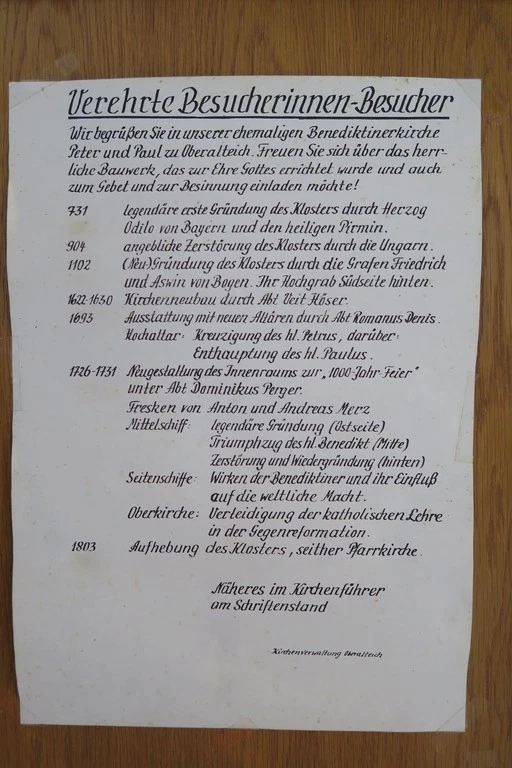 Verehrte Besucherinnen-Besucher
Wir begrüßen Sie in unserer ehemaligen Benediktinerkirche
Peter und Paul zu Oberalteich. Freuen Sie sich über das herr-
liche Bauwerk, das zur Ehre Gottes errichtet wurde und auch
zum Gebet und zur Besinnung einladen möchte!
731 legendäre erste Gründung des Klosters durch Herzog
Odilo von Bayern und den heiligen Pirmin.
904 angebliche Zerstörung des Klosters durch die Ungarn.
1102 (Neu)Gründung des Klosters durch die Grafen Friedrich
und Aswin von Bogen. Ihr Hochgrab Südseite hinten.
1622-1630 Kirchenneubau durch Abt Veit Höser.
1693 Ausstattung mit neuen Altären durch Abt Romanus Denis.
Hochaltar: Kreuzigung des hl. Petrus, darüber:
Enthauptung des hl. Paulus.
1726-1731 Neugestaltung des Innenraums zur „1000-Jahr-Feier"
unter Abt Dominikus Perger.
Fresken von Anton und Andreas Merz
Mittelschiff: legendäre Gründung (Ostseite)
Triumphzug des hl. Benedikt (Mitte)
Zerstörung und Wiedergründung (hinten)
Seitenschiffe: Wirken der Benediktiner und ihr Einfluß
auf die weltliche Macht.
Oberkirche: Verteidigung der katholischen Lehre
in der Gegenreformation.
1803 Aufhebung des Klosters, seither Pfarrkirche.
Näheres im Kirchenführer
am Schriftenstand
Kirchenverwaltung Oberalteich